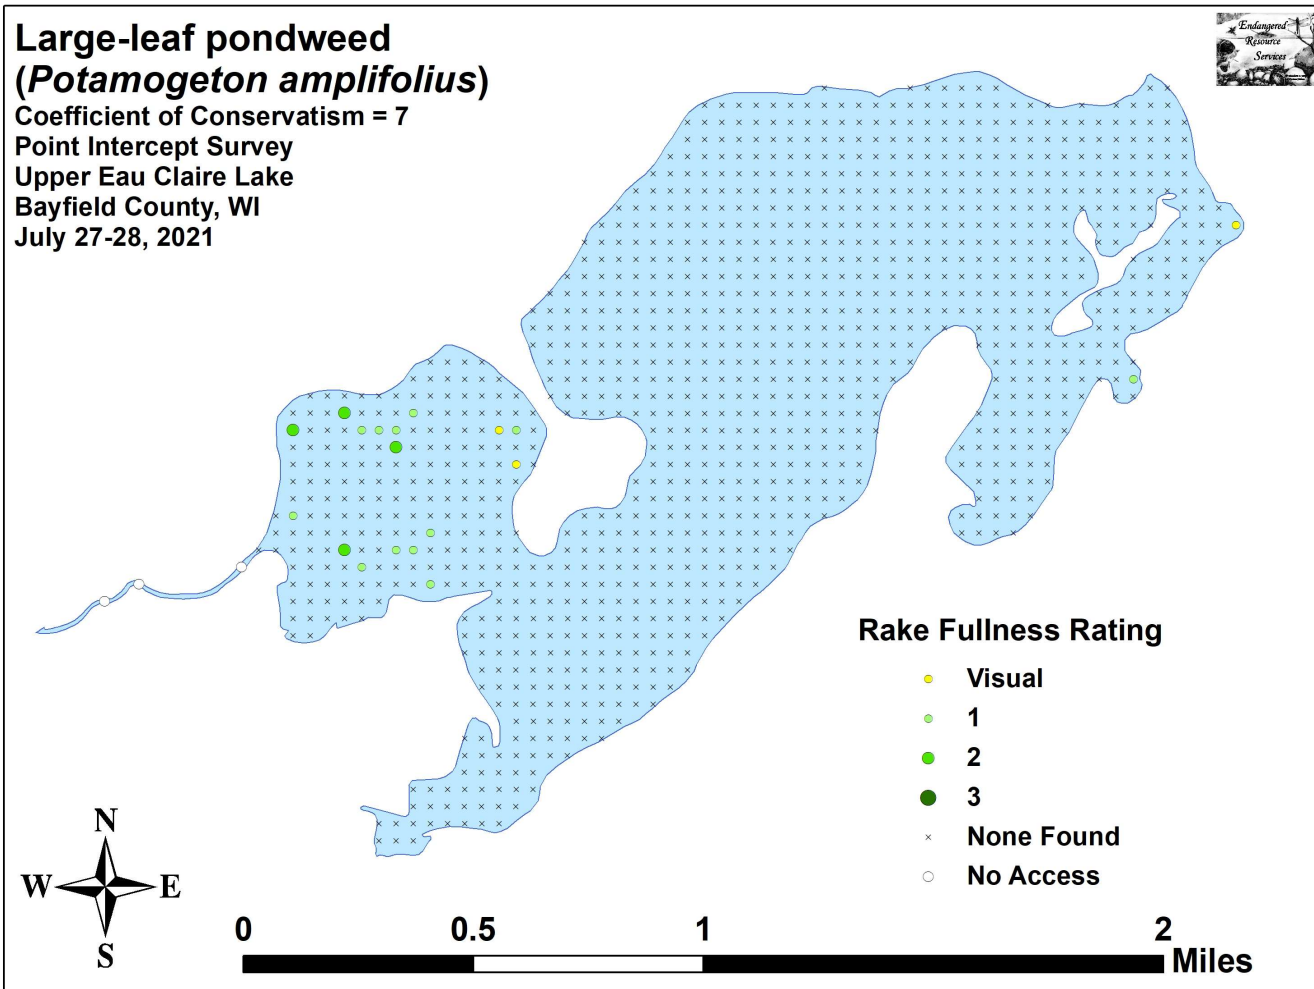 Large-leaf pondweed
(Potamogeton amplifolius)
Coefficient of Conservatism = 7
Point Intercept Survey
Upper Eau Claire Lake
Bayfield County, WI
July 27-28, 2021
Endangered
Resource
Services
Rake Fullness Rating
Visual
1
2
3
None Found
No Access
N
W E
S
0 0.5 1 2
Miles